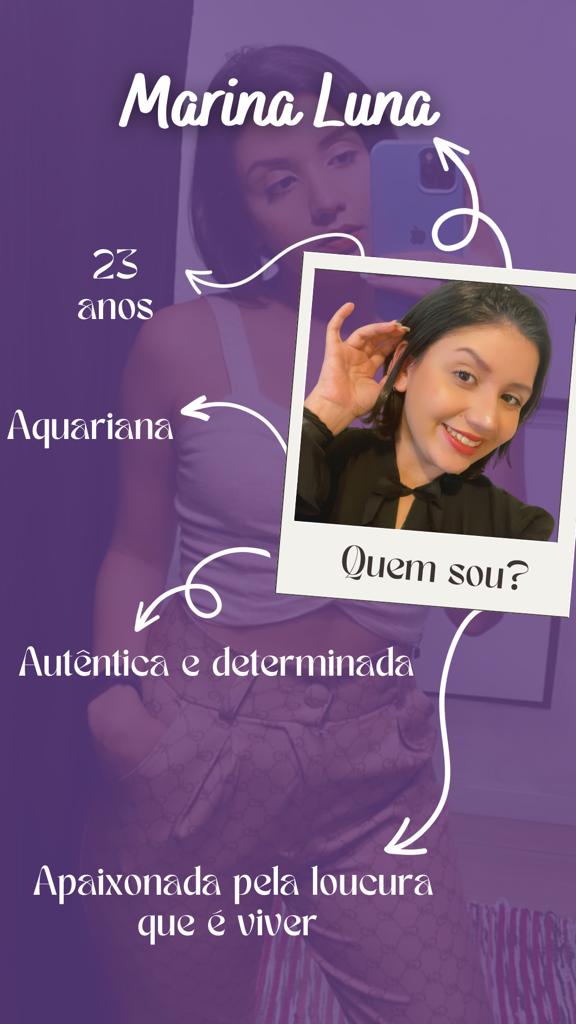 Marina Luna
23
anos
Aquariana
Quem sou?
Autêntica e determinada
Apaixonada pela loucura
que é viver